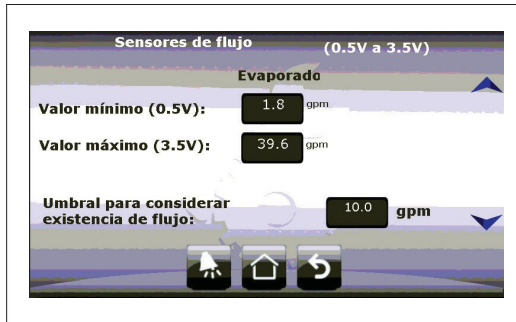 Sensores de flujo (0.5V a 3.5V)
Evaporado
Valor mínimo (0.5V): 1.8 gpm
Valor máximo (3.5V): 39.6 gpm
Umbral para considerar
existencia de flujo: 10.0 gpm